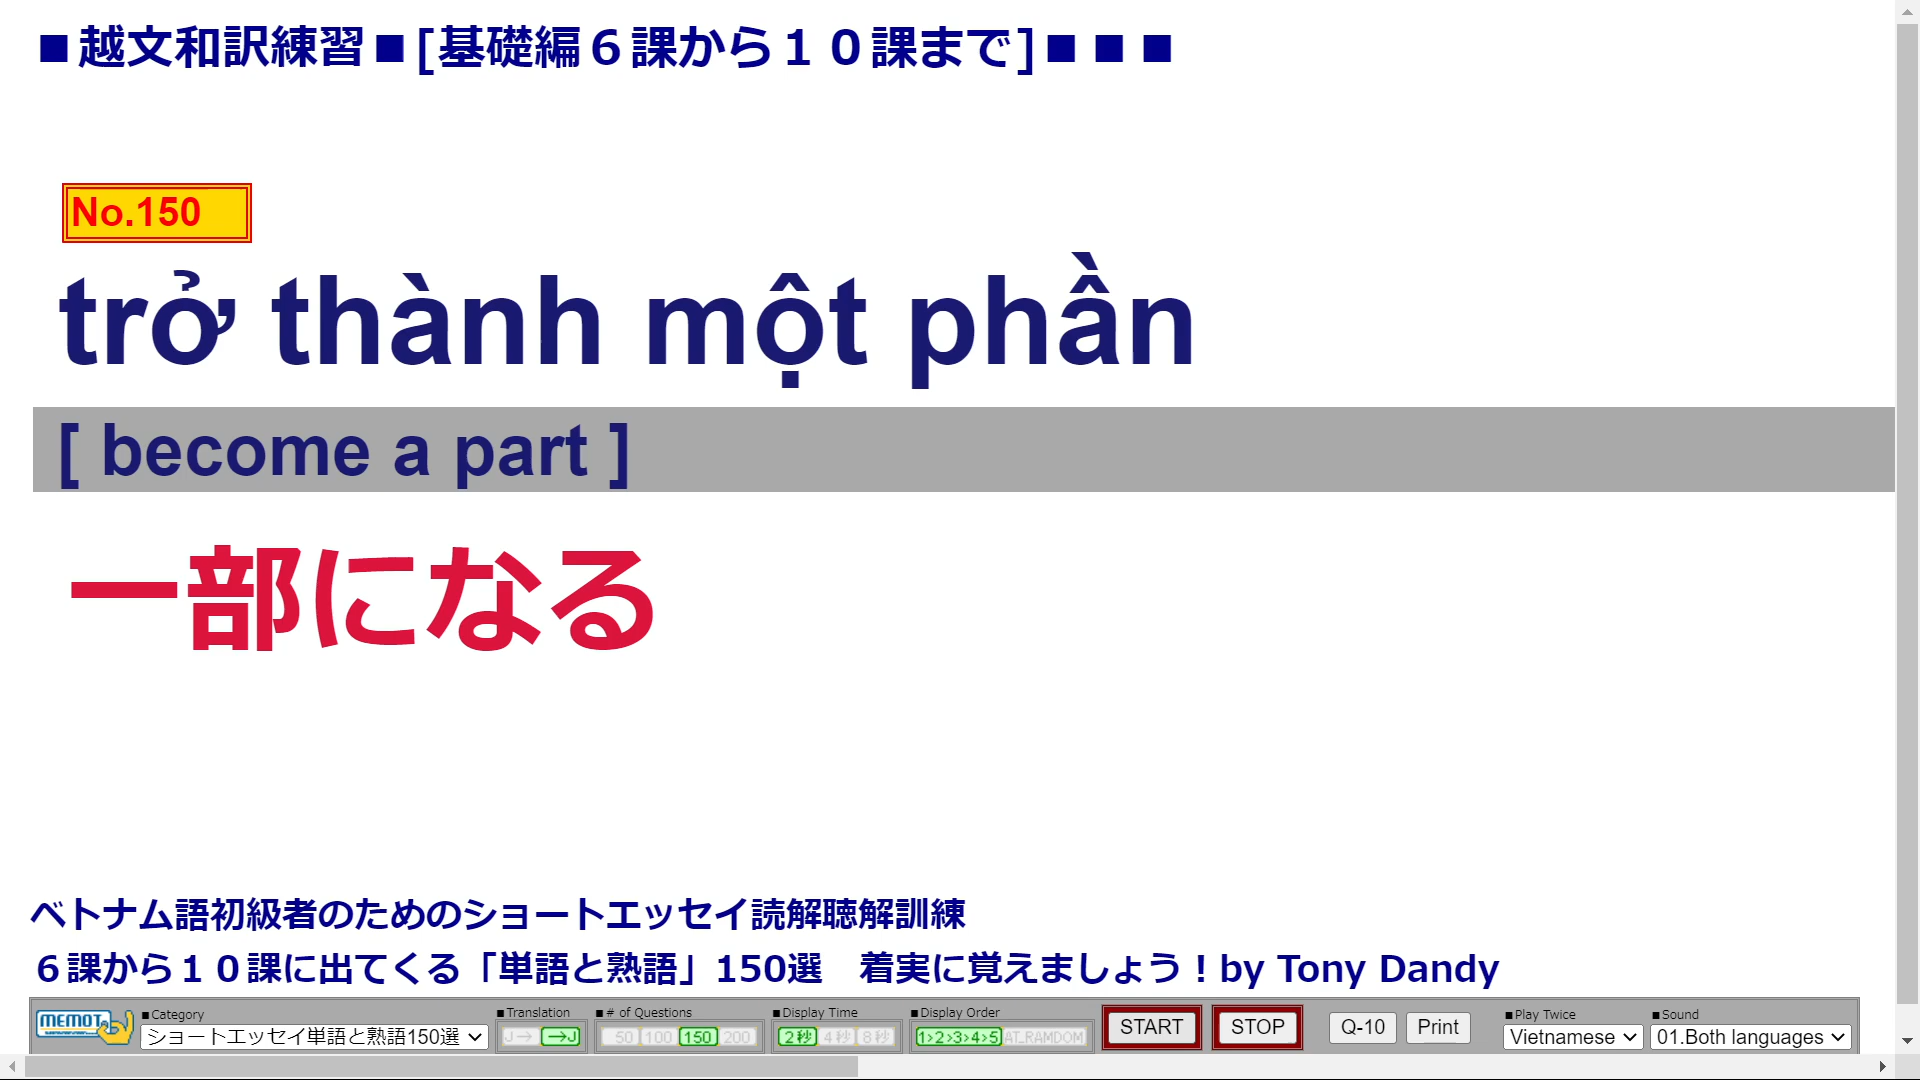 ■越文和訳練習■[基礎編６課から１０課まで]■■■
No.150
trở thành một phần
[ become a part ]
一部になる
ベトナム語初級者のためのショートエッセイ読解聴解訓練
６課から１０課に出てくる「単語と熟語」150選　着実に覚えましょう！by Tony Dandy
■Category ■Translation ■# of Questions ■Display Time ■Display Order ■Play Twice ■Sound
MEMOT ショートエッセイ単語と熟語150選 J→ →J 50 100 150 200 2秒 4秒 8秒 1>2>3>4>5 AT_RAMDOM START STOP Q-10 Print Vietnamese 01.Both languages